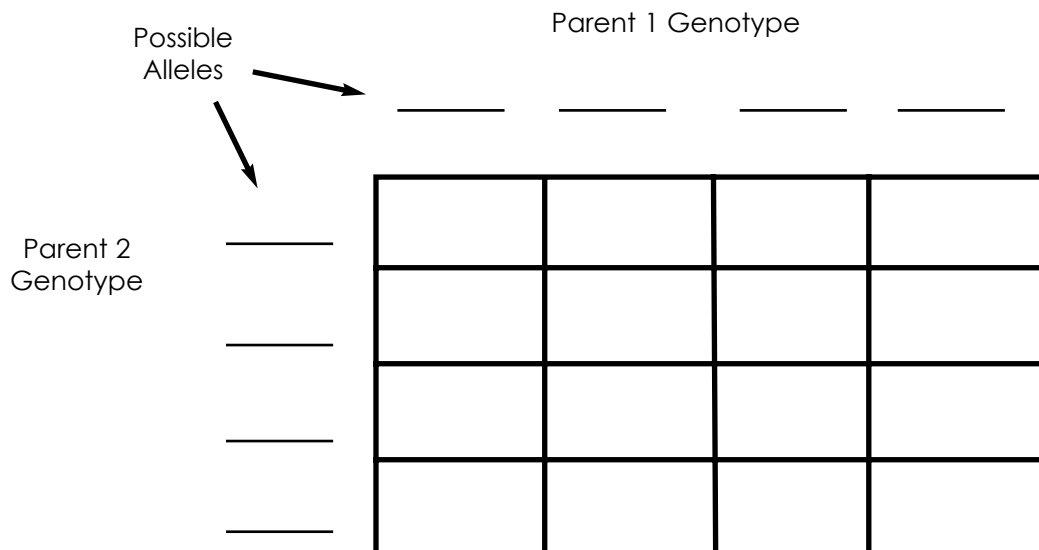 Parent 1 Genotype
Possible
Alleles
Parent 2
Genotype